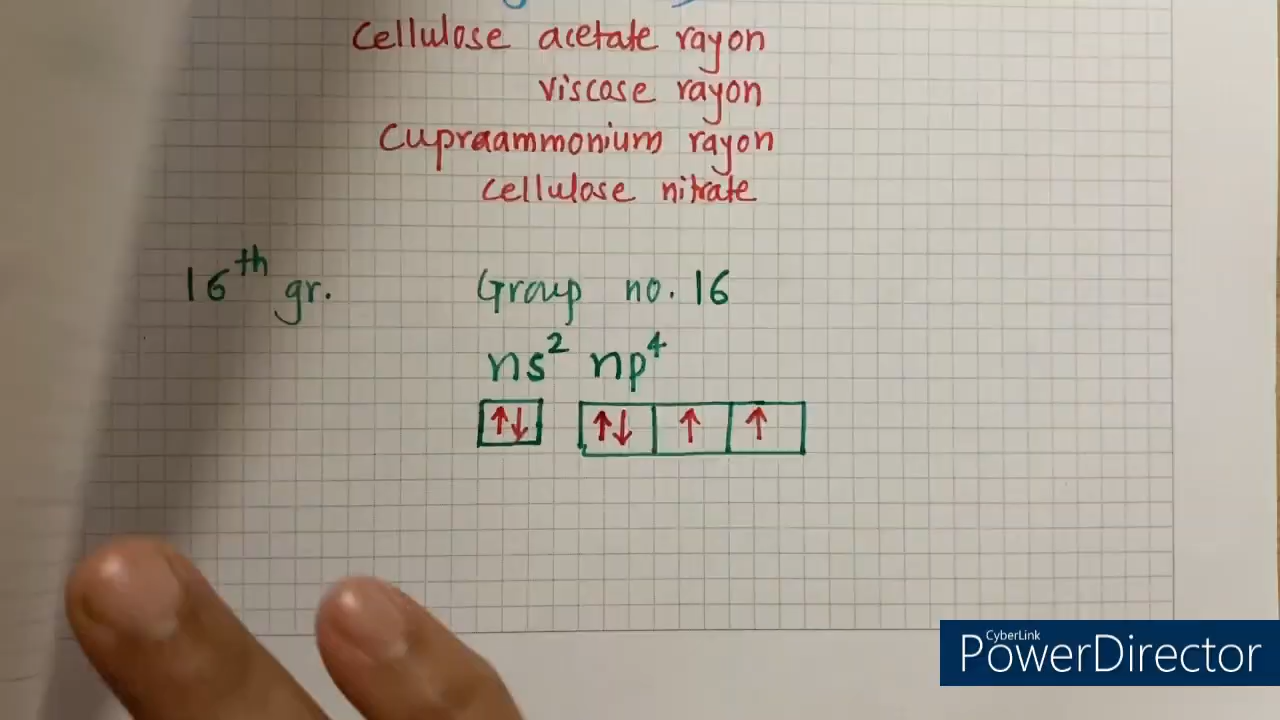 Cellulose acetate rayon
viscose rayon
Cupraammonium rayon
cellulose nitrate
16th gr. Group no. 16
ns² np⁴
↑↓ ↑↓ ↑ ↑
CyberLink
PowerDirector